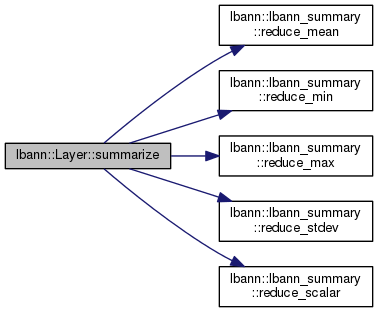 lbann::lbann_summary
::reduce_mean
lbann::lbann_summary
::reduce_min
lbann::Layer::summarize
lbann::lbann_summary
::reduce_max
lbann::lbann_summary
::reduce_stdev
lbann::lbann_summary
::reduce_scalar